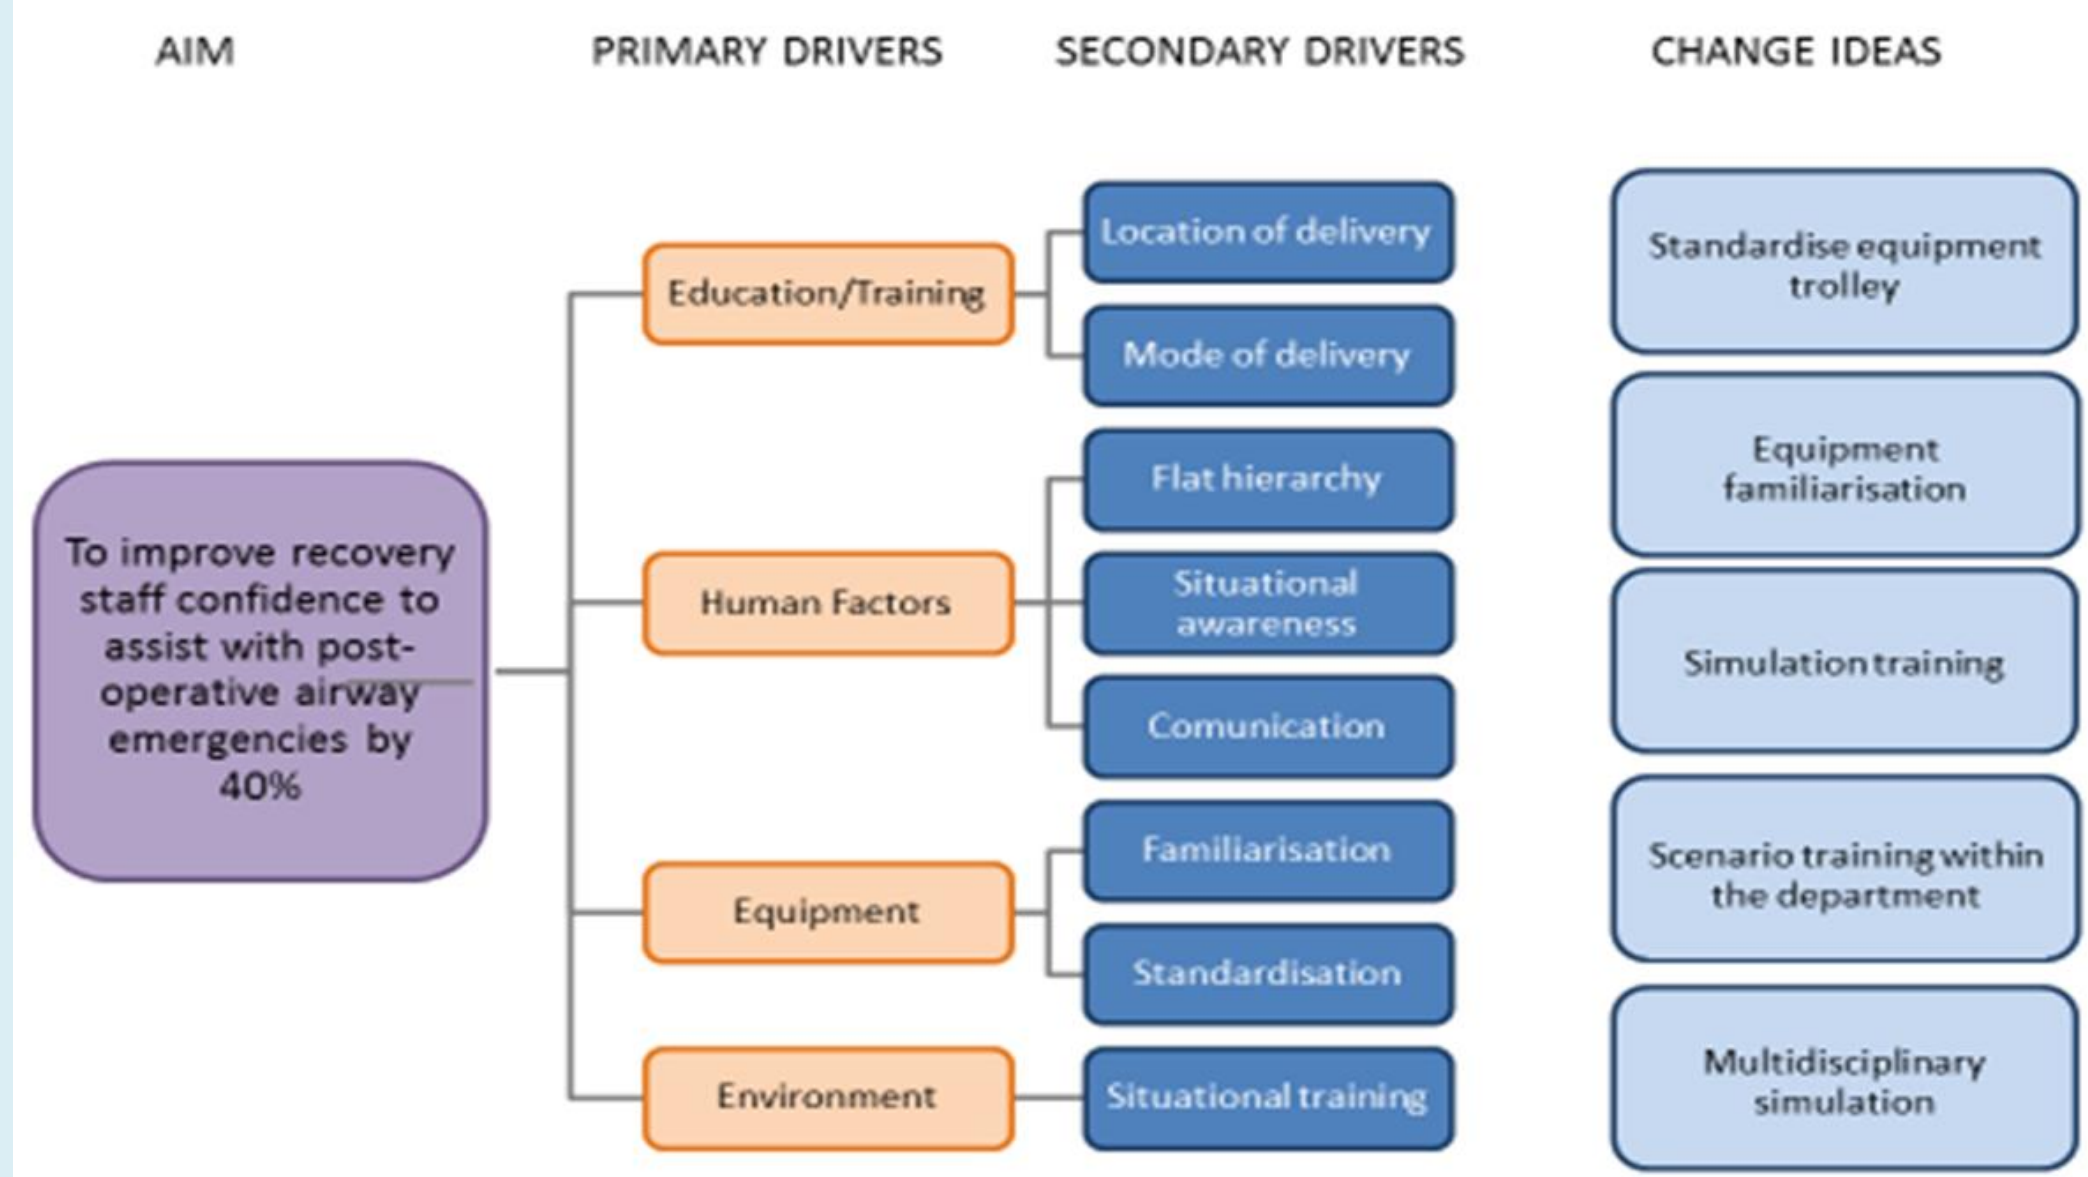 AIM
PRIMARY DRIVERS
SECONDARY DRIVERS
CHANGE IDEAS
To improve recovery
staff confidence to
assist with post-
operative airway
emergencies by
40%
Education/Training
Human Factors
Equipment
Environment
Location of delivery
Mode of delivery
Flat hierarchy
Situational
awareness
Comunication
Familiarisation
Standardisation
Situational training
Standardise equipment
trolley
Equipment
familiarisation
Simulation training
Scenario training within
the department
Multidisciplinary
simulation